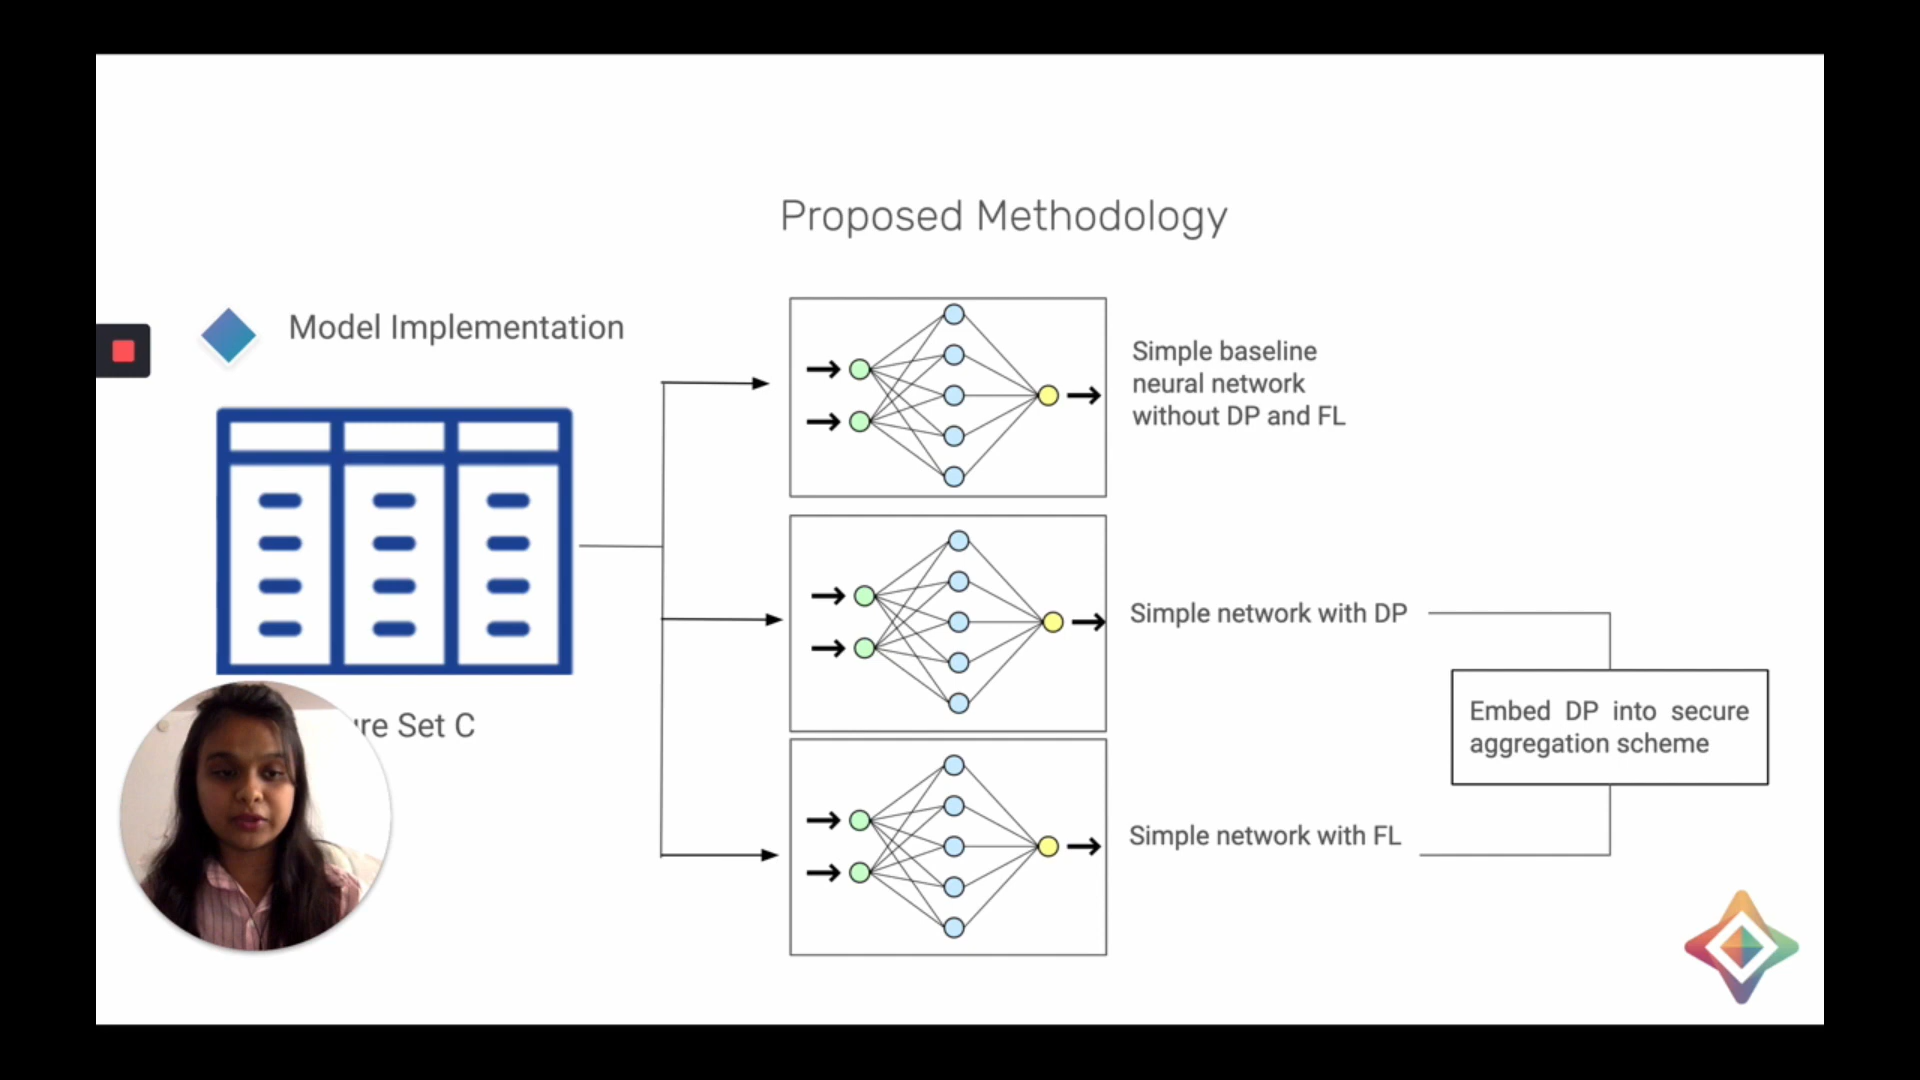 Proposed Methodology
Model Implementation
Simple baseline
neural network
without DP and FL
Simple network with DP
Embed DP into secure
aggregation scheme
Set C
Simple network with FL